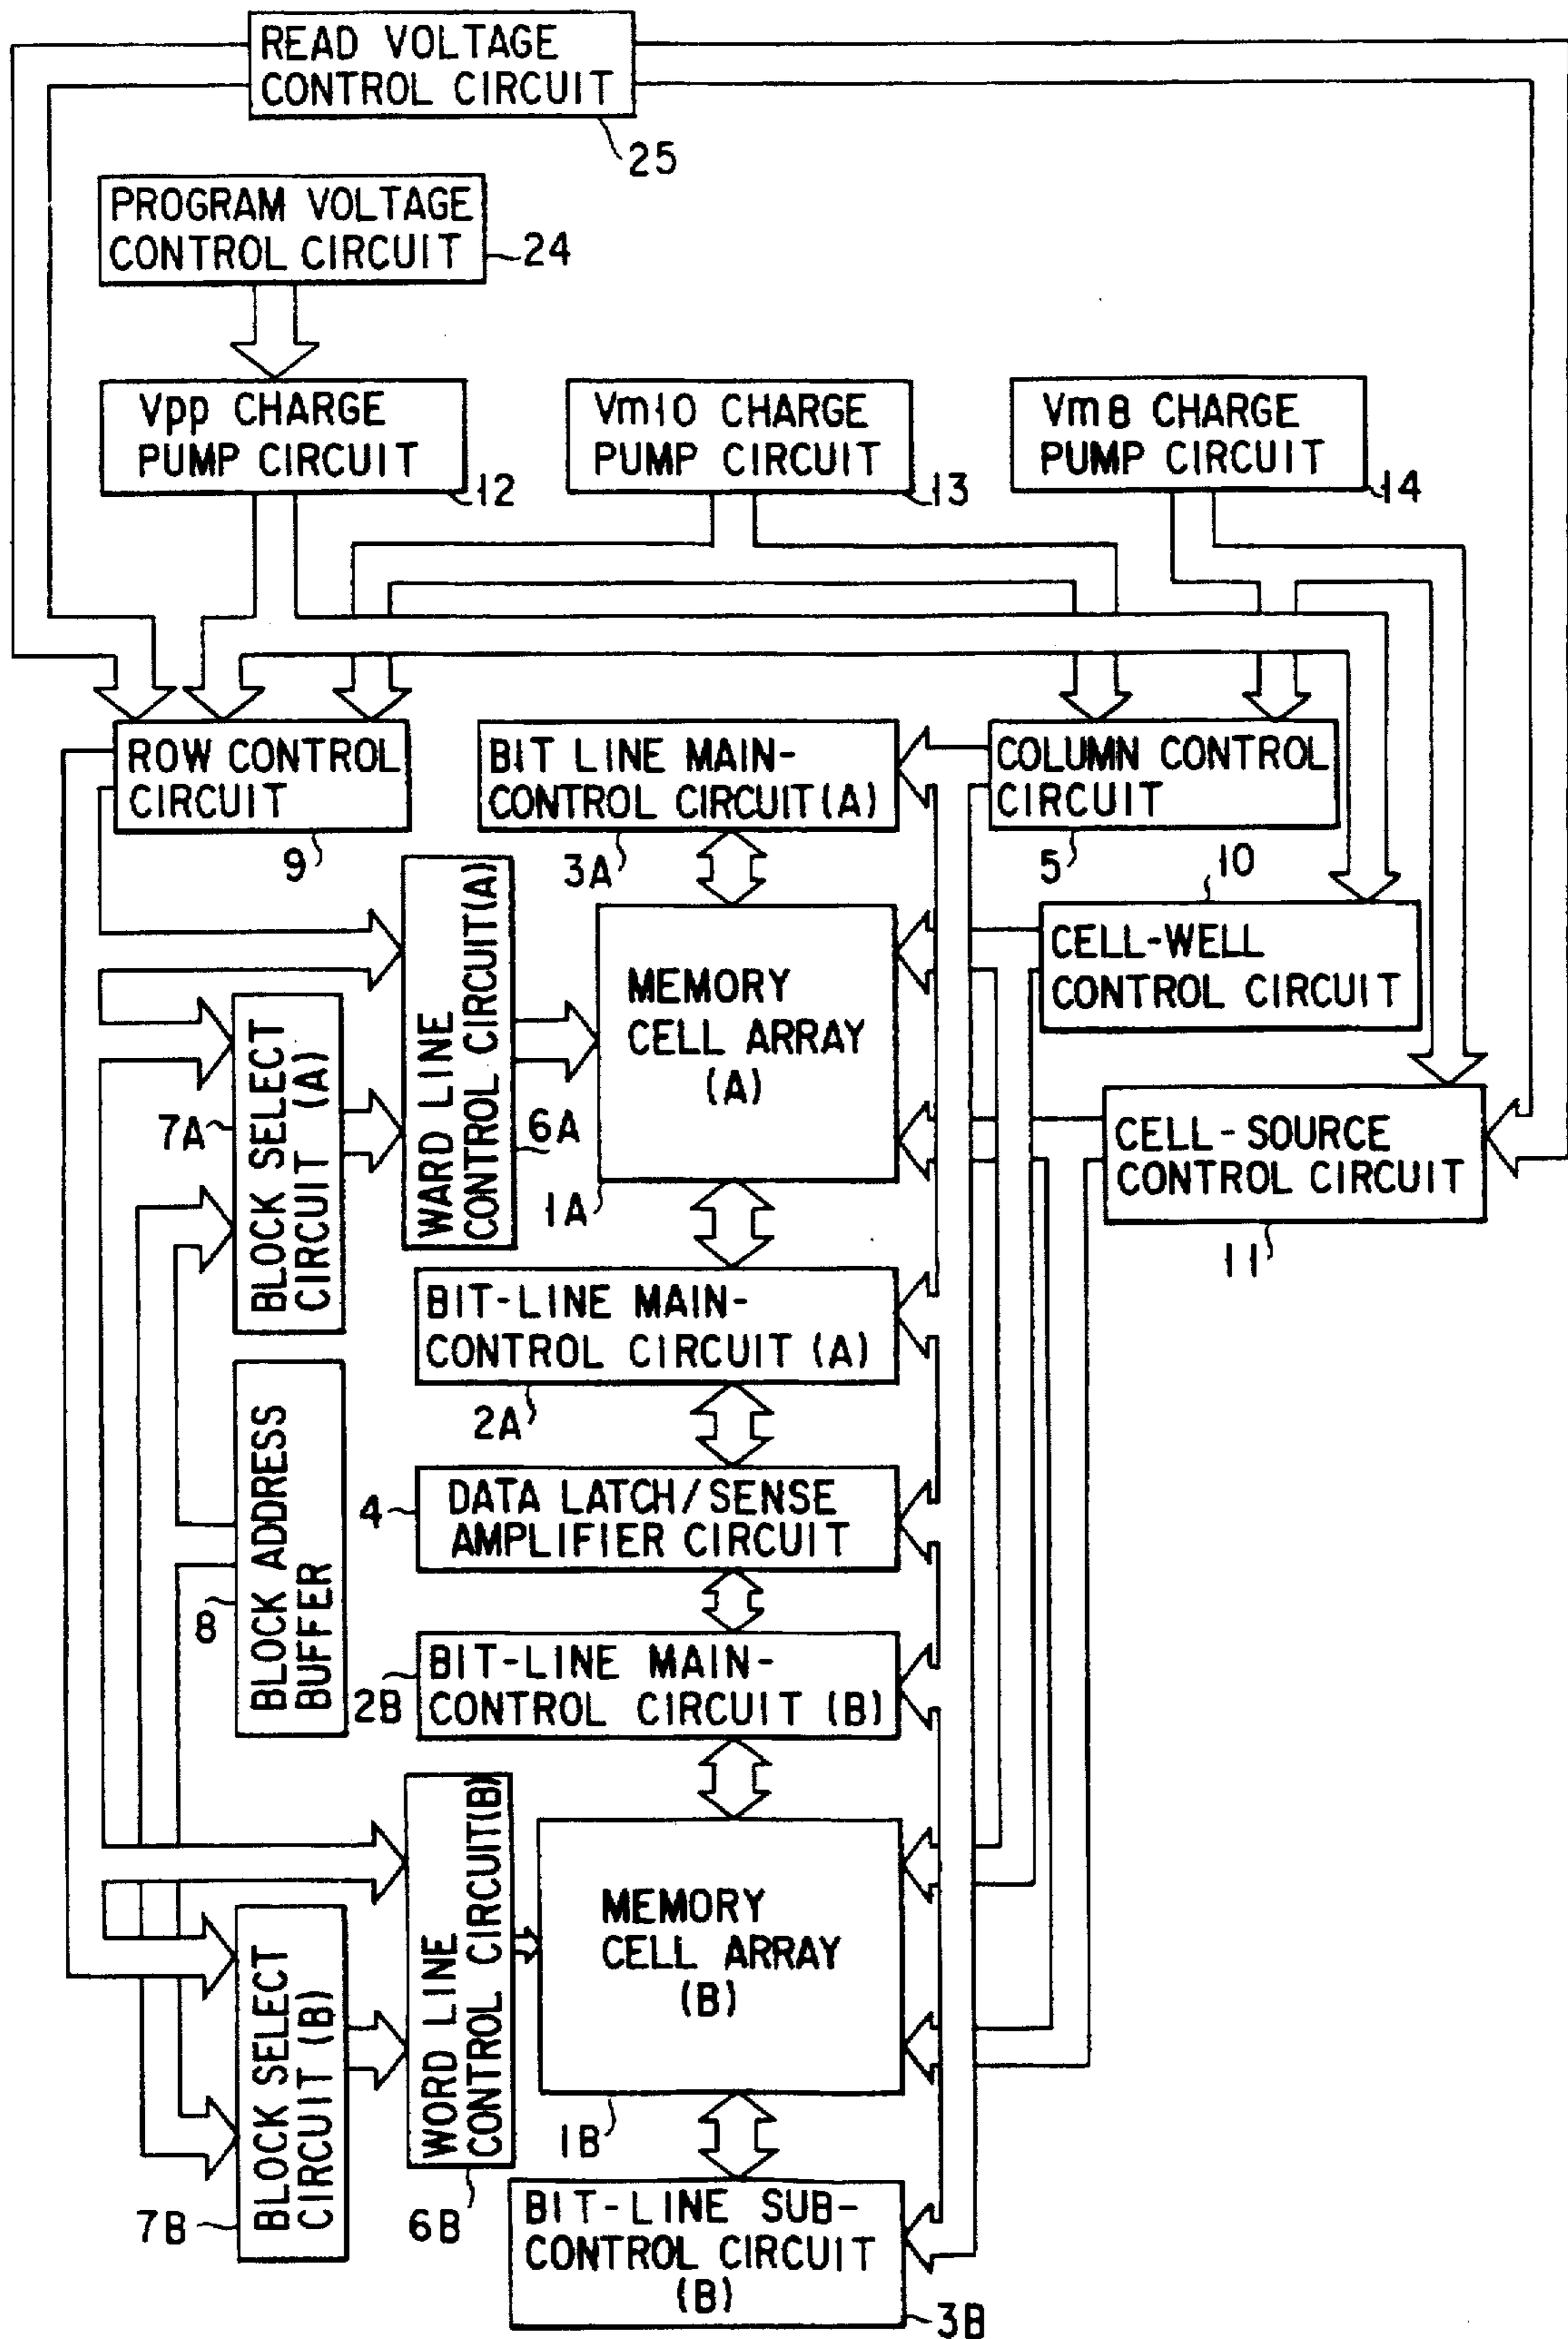 READ VOLTAGE
CONTROL CIRCUIT
25
PROGRAM VOLTAGE
CONTROL CIRCUIT
24
Vpp CHARGE
PUMP CIRCUIT
12
Vm10 CHARGE
PUMP CIRCUIT
13
Vm8 CHARGE
PUMP CIRCUIT
14
ROW CONTROL
CIRCUIT
9
BIT LINE MAIN-
CONTROL CIRCUIT(A)
3A
COLUMN CONTROL
CIRCUIT
5
10
CELL-WELL
CONTROL CIRCUIT
WARD LINE
CONTROL CIRCUIT(A)
6A
MEMORY
CELL ARRAY
(A)
1A
BLOCK SELECT
CIRCUIT (A)
7A
CELL-SOURCE
CONTROL CIRCUIT
11
BIT-LINE MAIN-
CONTROL CIRCUIT (A)
2A
BLOCK ADDRESS
BUFFER
8
4
DATA LATCH/SENSE
AMPLIFIER CIRCUIT
2B
BIT-LINE MAIN-
CONTROL CIRCUIT (B)
WORD LINE
CONTROL CIRCUIT(B)
6B
MEMORY
CELL ARRAY
(B)
1B
BLOCK SELECT
CIRCUIT (B)
7B
BIT-LINE SUB-
CONTROL CIRCUIT
(B)
3B